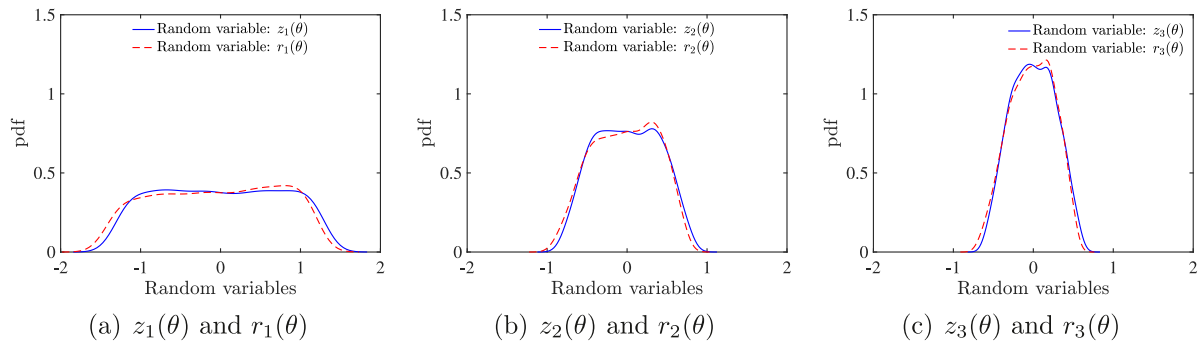 1.5
1
0.5
0
pdf
Random variable: z₁(θ)
Random variable: r₁(θ)
-2 -1 0 1 2
Random variables
(a) z₁(θ) and r₁(θ)
1.5
1
0.5
0
pdf
Random variable: z₂(θ)
Random variable: r₂(θ)
-2 -1 0 1 2
Random variables
(b) z₂(θ) and r₂(θ)
1.5
1
0.5
0
pdf
Random variable: z₃(θ)
Random variable: r₃(θ)
-2 -1 0 1 2
Random variables
(c) z₃(θ) and r₃(θ)